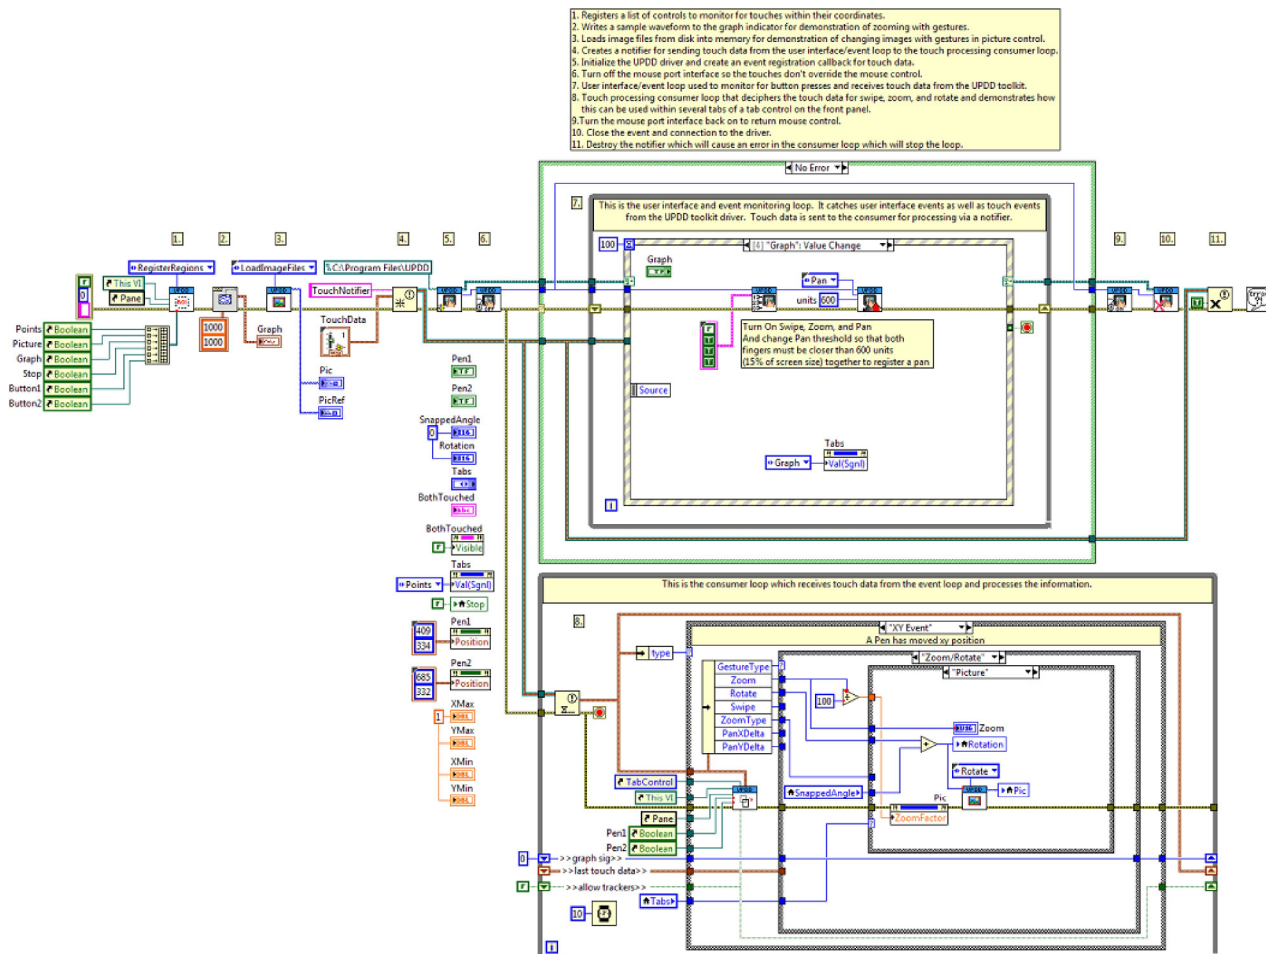 1. Registers a list of controls to monitor for touches within their coordinates.
2. Writes a sample waveform to the graph indicator for demonstration of zooming with gestures.
3. Loads image files from disk into memory for demonstration of changing images with gestures in picture control.
4. Creates a notifier for sending touch data from the user interface/event loop to the touch processing consumer loop.
5. Initialize the UPDD driver and create an event registration callback for touch data.
6. Turn off the mouse port interface so the touches don't override the mouse control.
7. User interface/event loop used to monitor for button presses and receives touch data from the UPDD toolkit.
8. Touch processing consumer loop that deciphers the touch data for swipe, zoom, and rotate and demonstrates how
this can be used within several tabs of a tab control on the front panel.
9.Turn the mouse port interface back on to return mouse control.
10. Close the event and connection to the driver.
11. Destroy the notifier which will cause an error in the consumer loop which will stop the loop.
No Error
7.
This is the user interface and event monitoring loop. It catches user interface events as well as touch events
from the UPDD toolkit driver. Touch data is sent to the consumer for processing via a notifier.
1.
2.
3.
4.
5.
6.
9.
10.
11.
100
[4] "Graph": Value Change
RegisterRegions
LoadImageFiles
C:\Program Files\UPDD
Graph
This VI
Pane
TouchNotifier
Pan
units 600
Points
Boolean
Picture
Boolean
Graph
Boolean
Stop
Boolean
Button1
Boolean
Button2
Boolean
1000
1000
Graph
TouchData
Pic
PicRef
Turn On Swipe, Zoom, and Pan
And change Pan threshold so that both
fingers must be closer than 600 units
(15% of screen size) together to register a pan
Source
Pen1
Pen2
SnappedAngle
0
Rotation
Tabs
BothTouched
Tabs
Graph
Val(Sgnl)
BothTouched
Visible
Tabs
Points
Val(Sgnl)
Stop
Pen1
409
334
Position
Pen2
685
332
Position
XMax
1
YMax
XMin
YMin
This is the consumer loop which receives touch data from the event loop and processes the information.
8.
"XY Event"
A Pen has moved xy position
type
"Zoom/Rotate"
"Picture"
GestureType
Zoom
Rotate
Swipe
ZoomType
PanXDelta
PanYDelta
100
Zoom
Rotation
Rotate
TabControl
This VI
SnappedAngle
Pic
Pic
Pane
ZoomFactor
Pen1
Boolean
Pen2
Boolean
0
>>graph sig>>
>>last touch data>>
>>allow trackers>>
Tabs
10